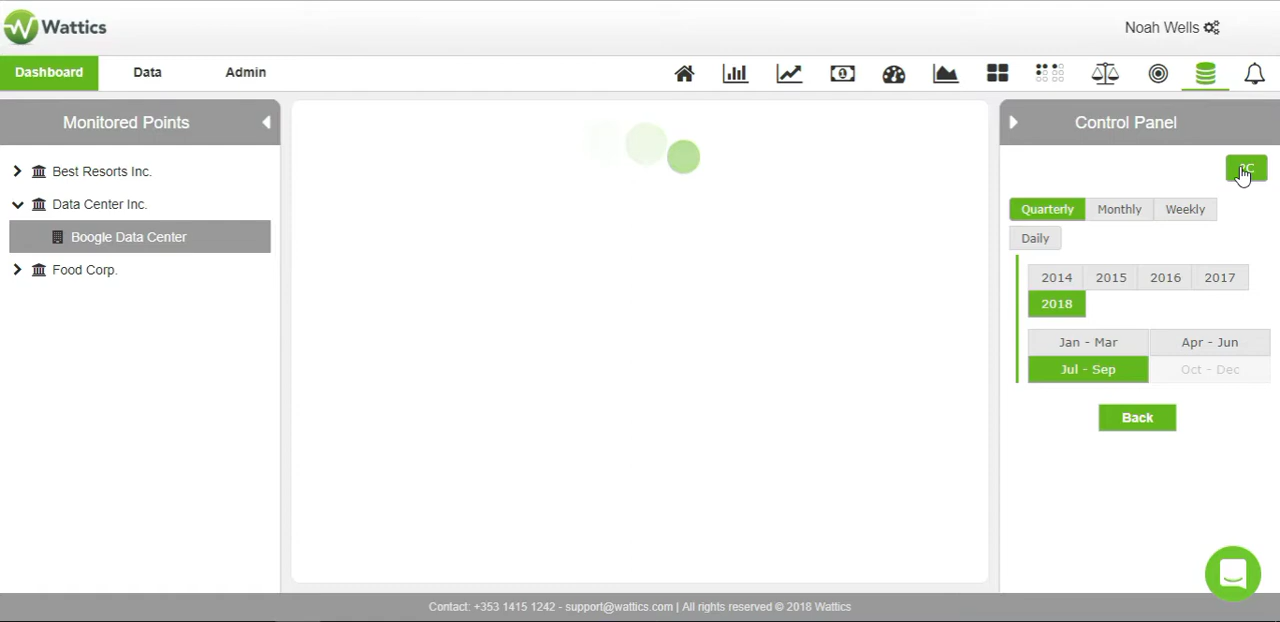 Wattics
Noah Wells
Dashboard
Data
Admin
Monitored Points
Best Resorts Inc.
Data Center Inc.
Boogle Data Center
Food Corp.
Control Panel
Quarterly
Monthly
Weekly
Daily
2014
2015
2016
2017
2018
Jan - Mar
Apr - Jun
Jul - Sep
Oct - Dec
Back
Contact: +353 1415 1242 - support@wattics.com | All rights reserved © 2018 Wattics